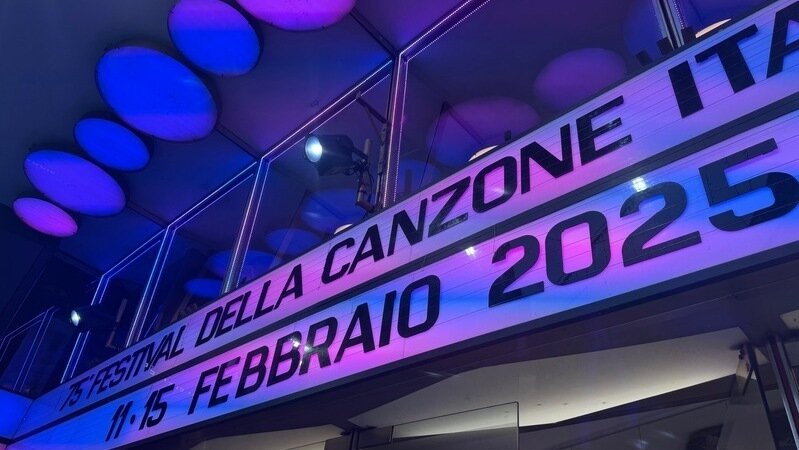 75° FESTIVAL DELLA CANZONE ITA
11•15 FEBBRAIO 2025